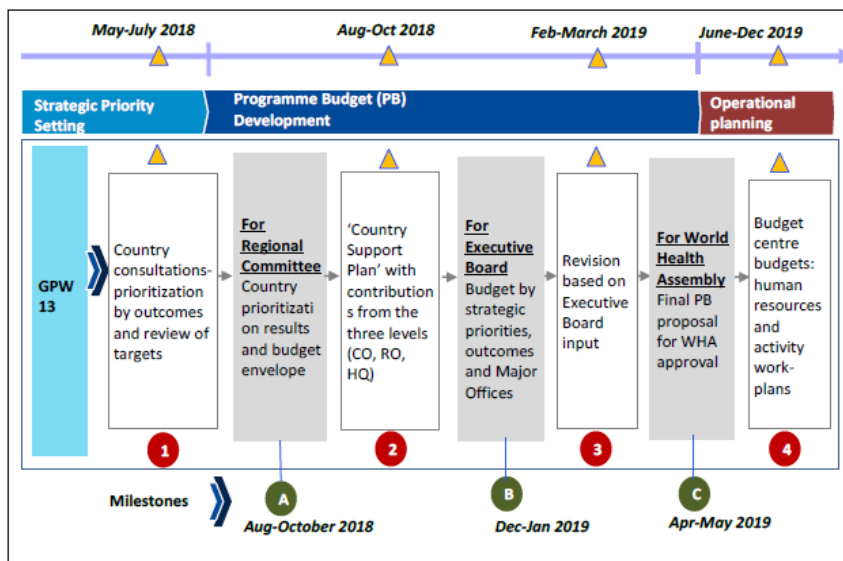 May-July 2018
Aug-Oct 2018
Feb-March 2019
June-Dec 2019
Strategic Priority
Setting
Programme Budget (PB)
Development
Operational
planning
GPW
13
Country
consultations-
prioritization
by outcomes
and review of
targets
1
For
Regional
Committee
Country
prioritizati
on results
and budget
envelope
‘Country
Support
Plan’ with
contribution
s from the
three levels
(CO, RO,
HQ)
2
For
Executive
Board
Budget by
strategic
priorities,
outcomes
and Major
Offices
Revision
based on
Executive
Board
input
3
For World
Health
Assembly
Final PB
proposal
for WHA
approval
Budget
centre
budgets:
human
resources
and
activity
work-
plans
4
Milestones
A
Aug-October 2018
B
Dec-Jan 2019
C
Apr-May 2019